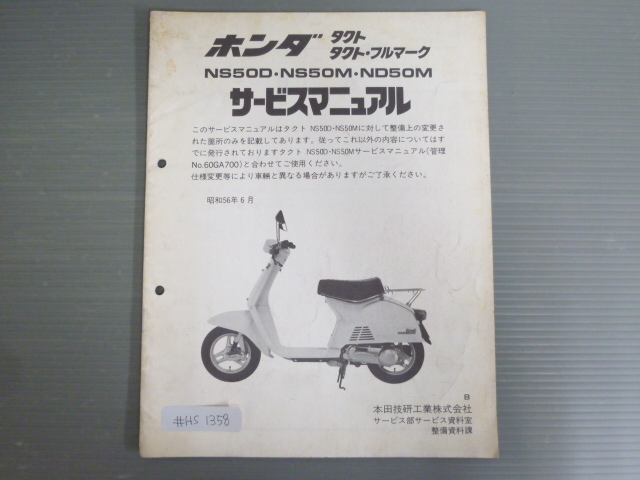 ホンダ タクト
タクト・フルマーク
NS50D・NS50M・ND50M
サービスマニュアル
このサービスマニュアルはタクト NS50D・NS50Mに対して整備上の変更さ
れた箇所のみを記載してあります。従ってこれ以外の内容についてはす
でに発行されておりますタクト NS50D・NS50Mサービスマニュアル(管理
No.60GA700)と合わせてご使用ください。
仕様変更等により車輛と異なる場合がありますがご了承ください。
昭和56年6月
B
本田技研工業株式会社
サービス部サービス資料室
整備資料課
#HS 1358